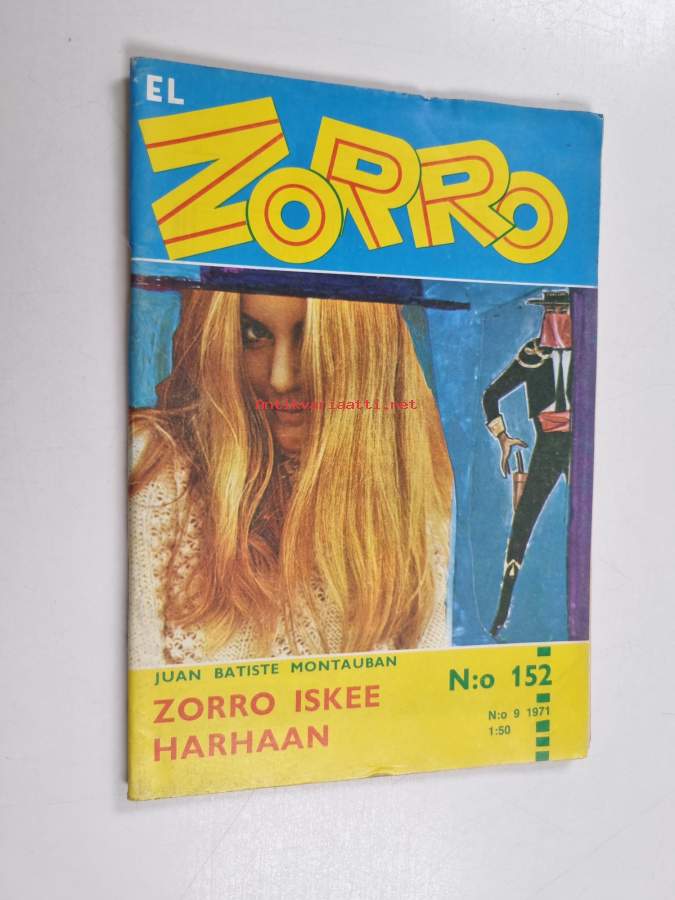 EL
ZORRO
antikvariaatti.net
JUAN BATISTE MONTAUBAN
ZORRO ISKEE
HARHAAN
N:o 152
N:o 9 1971
1:50